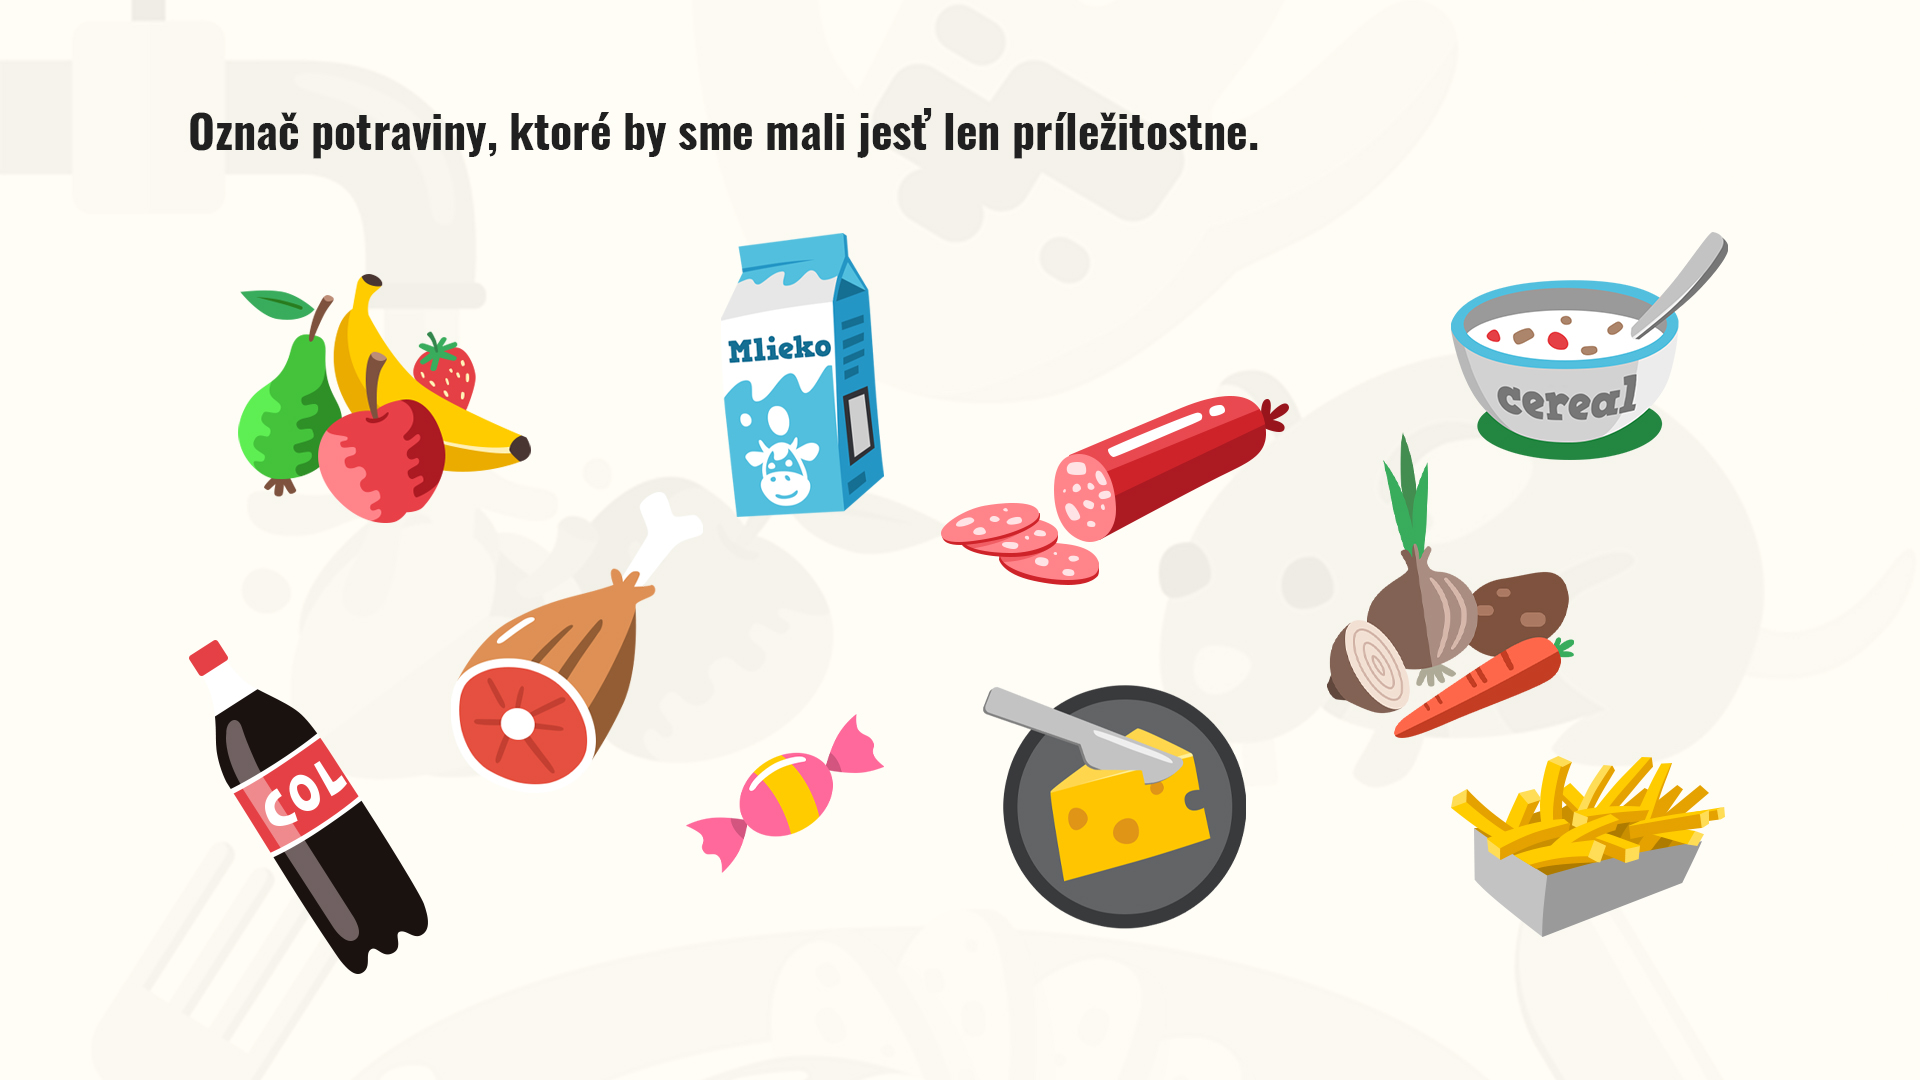 Označ potraviny, ktoré by sme mali jesť len príležitostne.
Mlieko
cereal
COL